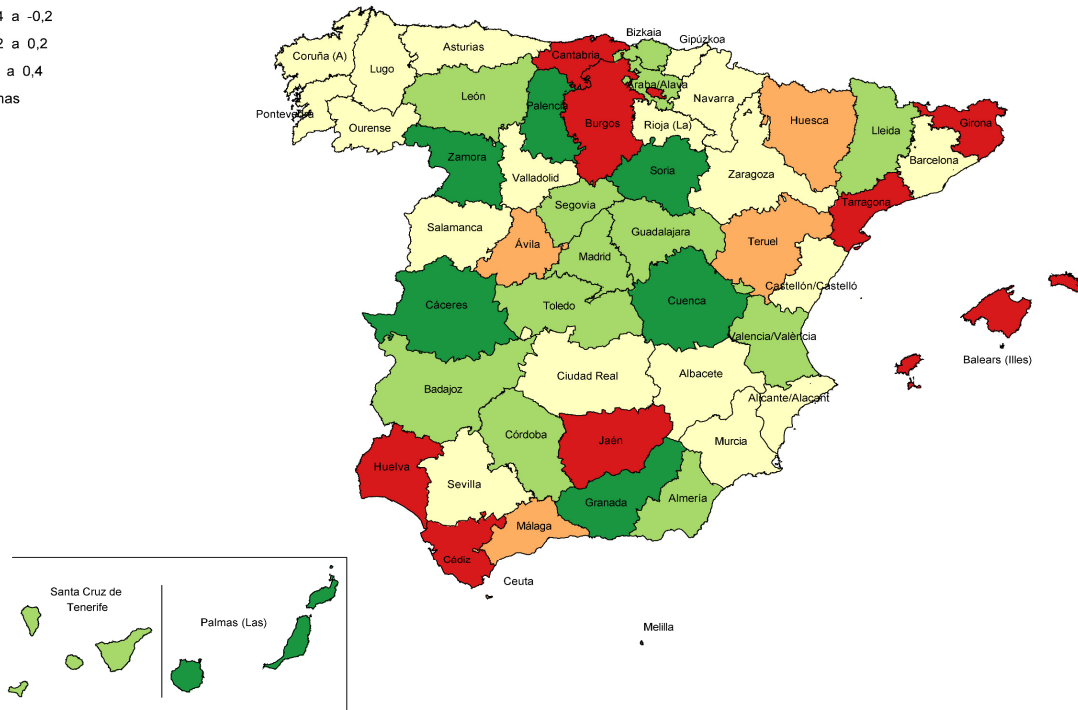 4 a -0,2
2 a 0,2
a 0,4
Bizkaia
Gipúzkoa
Asturias
Cantabria
Coruña (A)
Lugo
Araba/Alava
León
Navarra
Palencia
Pontevedra
Ourense
Burgos
Rioja (La)
Huesca
Girona
Lleida
Barcelona
Zamora
Soria
Zaragoza
Valladolid
Segovia
Tarragona
Salamanca
Guadalajara
Ávila
Teruel
Madrid
Castellón/Castelló
Cáceres
Toledo
Cuenca
Valencia/València
Balears (Illes)
Ciudad Real
Albacete
Badajoz
Alicante/Alacant
Córdoba
Jaén
Murcia
Huelva
Sevilla
Granada
Almería
Málaga
Cádiz
Ceuta
Santa Cruz de
Tenerife
Palmas (Las)
Melilla